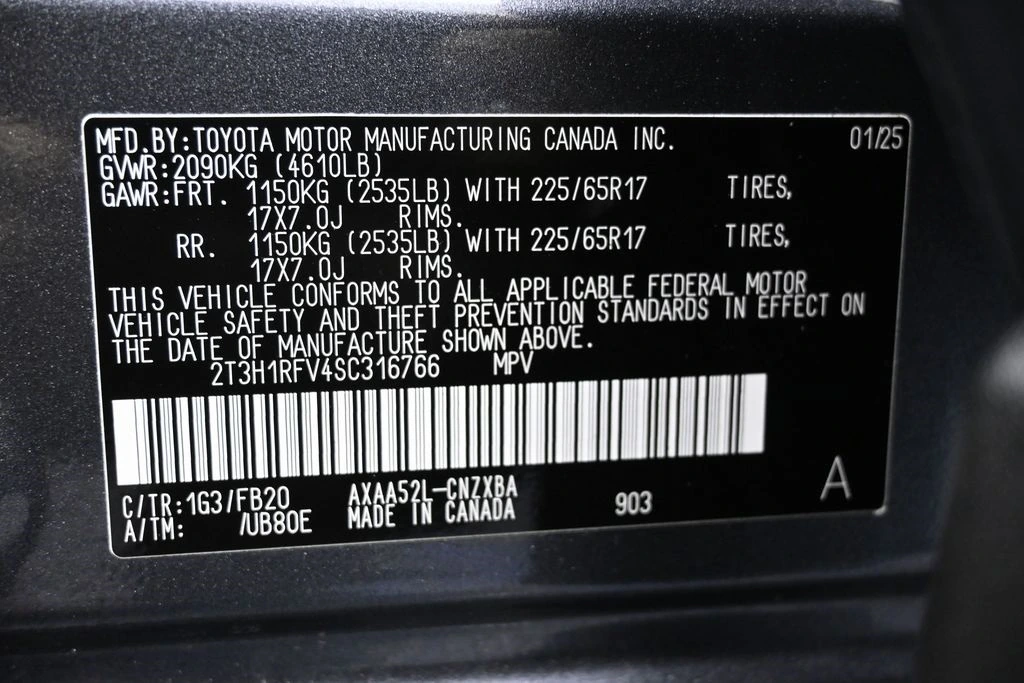 MFD.BY:TOYOTA MOTOR MANUFACTURING CANADA INC. 01/25
GVWR:2090KG (4610LB)
GAWR:FRT. 1150KG (2535LB) WITH 225/65R17 TIRES,
17X7.0J RIMS.
RR. 1150KG (2535LB) WITH 225/65R17 TIRES,
17X7.0J RIMS.
THIS VEHICLE CONFORMS TO ALL APPLICABLE FEDERAL MOTOR
VEHICLE SAFETY AND THEFT PREVENTION STANDARDS IN EFFECT ON
THE DATE OF MANUFACTURE SHOWN ABOVE.
2T3H1RFV4SC316766 MPV
C/TR:1G3/FB20 AXAA52L-CNZXBA 903 A
A/TM: /UB80E MADE IN CANADA